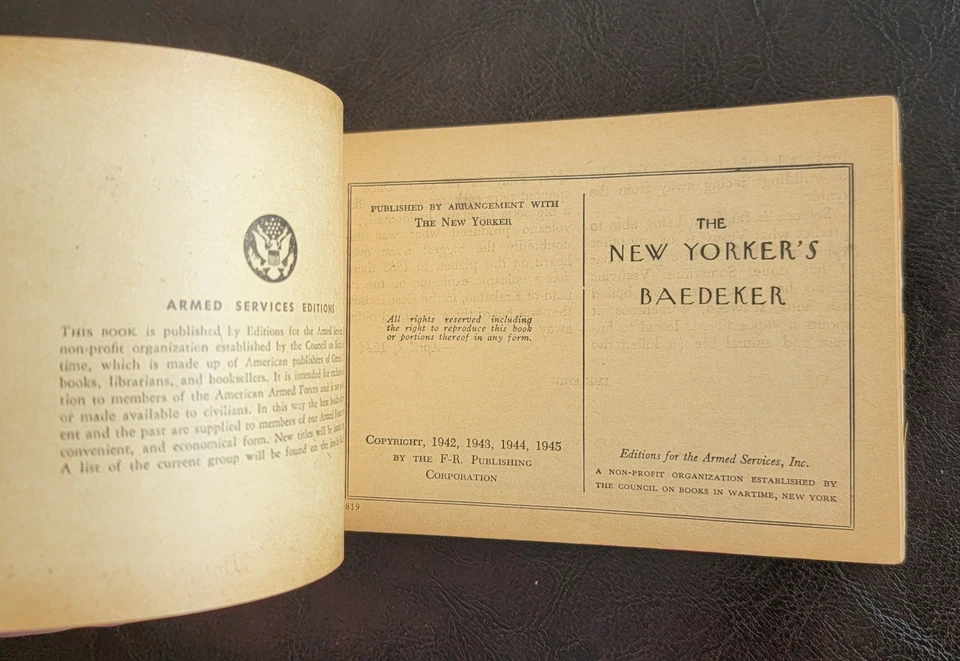 ARMED SERVICES EDITIONS
THIS BOOK is published by Editions for the Armed
non-profit organization established by the Council on
time, which is made up of American publishers of
books, librarians, and booksellers. It is intended for
tion to members of the American Armed Forces and is
or made available to civilians. In this way the best books
ent and the past are supplied to members of our Armed
convenient, and economical form. New titles will be
A list of the current group will be found on the inside
PUBLISHED BY ARRANGEMENT WITH
THE NEW YORKER
All rights reserved including
the right to reproduce this book
or portions thereof in any form.
COPYRIGHT, 1942, 1943, 1944, 1945
BY THE F-R. PUBLISHING
CORPORATION
819
THE
NEW YORKER'S
BAEDEKER
Editions for the Armed Services, Inc.
A NON-PROFIT ORGANIZATION ESTABLISHED BY
THE COUNCIL ON BOOKS IN WARTIME, NEW YORK